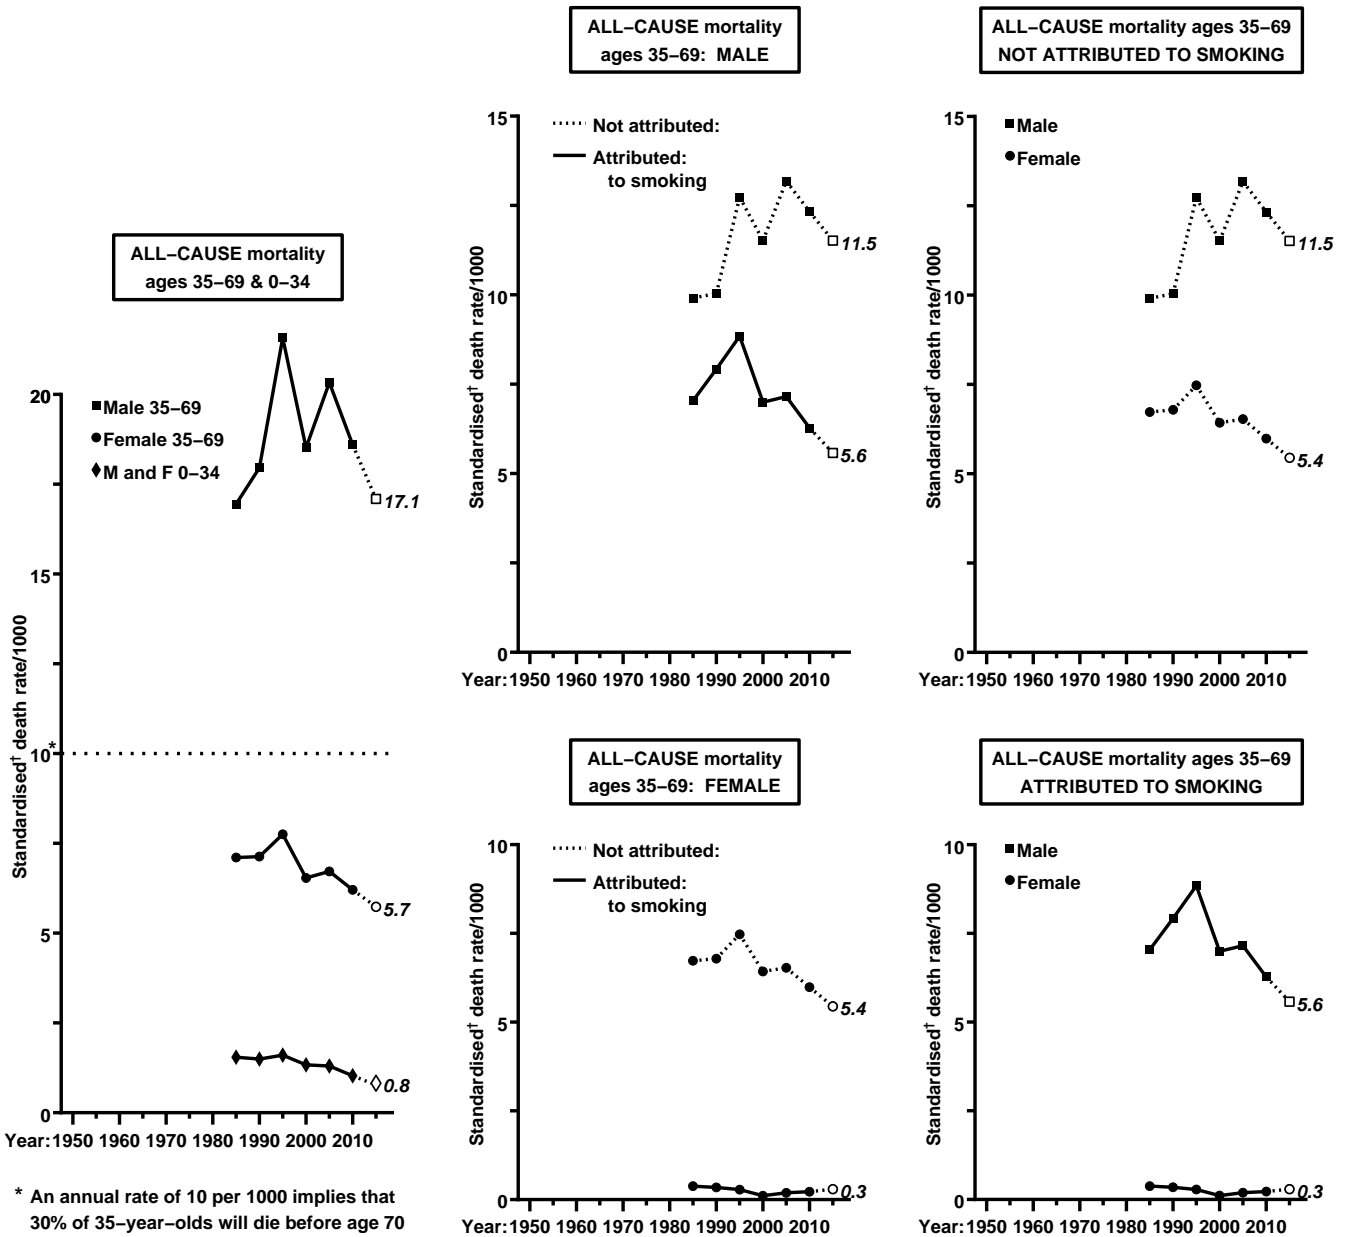 ALL–CAUSE mortality
ages 35–69 & 0–34
20
15
10*
5
0
Standardised† death rate/1000
Male 35–69
Female 35–69
M and F 0–34
17.1
5.7
0.8
Year: 1950 1960 1970 1980 1990 2000 2010
* An annual rate of 10 per 1000 implies that
30% of 35–year–olds will die before age 70
ALL–CAUSE mortality
ages 35–69: MALE
15
10
5
0
Standardised† death rate/1000
Not attributed:
Attributed:
to smoking
11.5
5.6
Year: 1950 1960 1970 1980 1990 2000 2010
ALL–CAUSE mortality ages 35–69
NOT ATTRIBUTED TO SMOKING
15
10
5
0
Standardised† death rate/1000
Male
Female
11.5
5.4
Year: 1950 1960 1970 1980 1990 2000 2010
ALL–CAUSE mortality
ages 35–69: FEMALE
10
5
0
Standardised† death rate/1000
Not attributed:
Attributed:
to smoking
5.4
0.3
Year: 1950 1960 1970 1980 1990 2000 2010
ALL–CAUSE mortality ages 35–69
ATTRIBUTED TO SMOKING
10
5
0
Standardised† death rate/1000
Male
Female
5.6
0.3
Year: 1950 1960 1970 1980 1990 2000 2010